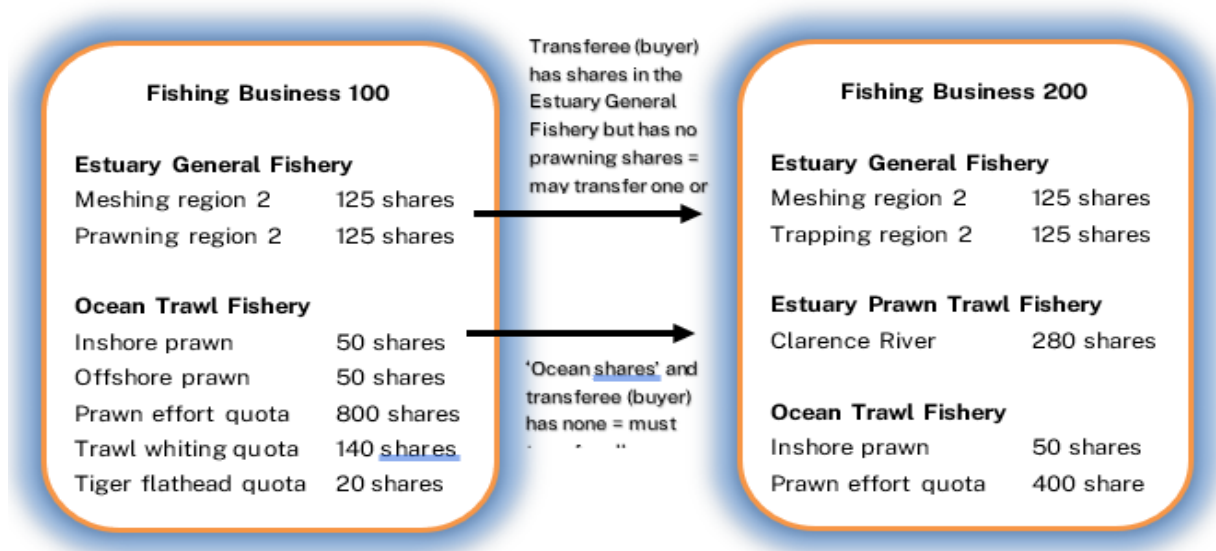 Fishing Business 100
Estuary General Fishery
Meshing region 2 125 shares
Prawning region 2 125 shares
Ocean Trawl Fishery
Inshore prawn 50 shares
Offshore prawn 50 shares
Prawn effort quota 800 shares
Trawl whiting quota 140 shares
Tiger flathead quota 20 shares
Transferee (buyer)
has shares in the
Estuary General
Fishery but has no
prawning shares =
may transfer one or
‘Ocean shares’ and
transferee (buyer)
has none = must
Fishing Business 200
Estuary General Fishery
Meshing region 2 125 shares
Trapping region 2 125 shares
Estuary Prawn Trawl Fishery
Clarence River 280 shares
Ocean Trawl Fishery
Inshore prawn 50 shares
Prawn effort quota 400 share